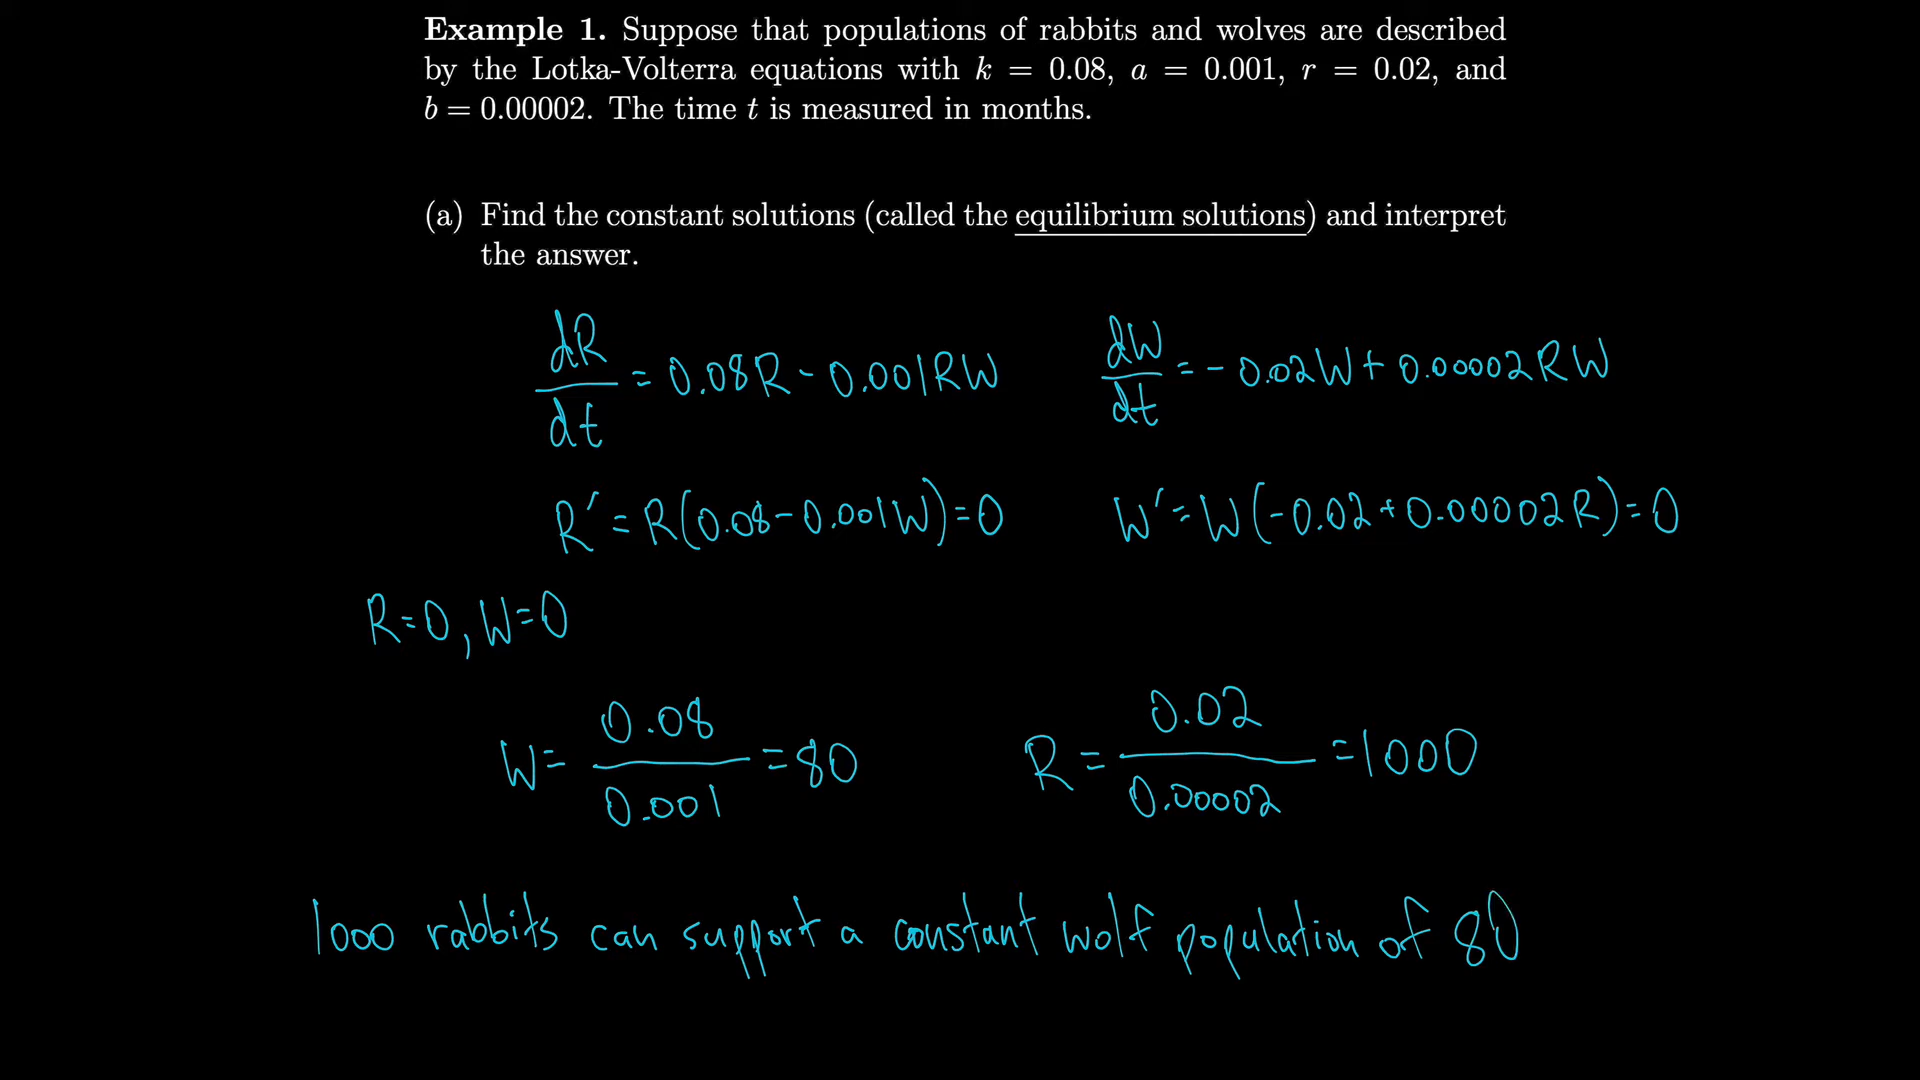 Example 1. Suppose that populations of rabbits and wolves are described
by the Lotka-Volterra equations with k = 0.08, a = 0.001, r = 0.02, and
b = 0.00002. The time t is measured in months.
(a) Find the constant solutions (called the equilibrium solutions) and interpret
the answer.
dR/dt = 0.08R - 0.001RW    dW/dt = -0.02W + 0.00002RW
R' = R(0.08-0.001W) = 0    W' = W(-0.02+0.00002R) = 0
R=0, W=0
W = 0.08/0.001 = 80    R = 0.02/0.00002 = 1000
1000 rabbits can support a constant wolf population of 80